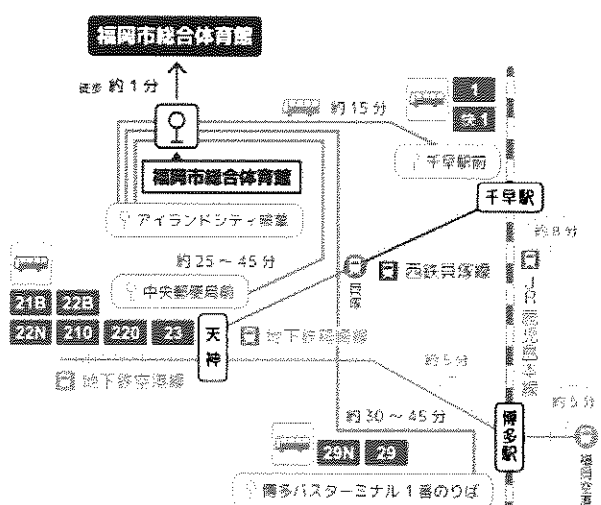 福岡市総合体育館
徒歩 約1分
約15分
1
快1
福岡市総合体育館
千早駅前
千早駅
アイランドシティ照葉
約8分
約25～45分
西鉄貝塚線
貝塚
JR鹿児島本線
中央郵便局前
21B 22B
22N 210 220 23
天神
地下鉄箱崎線
地下鉄空港線
約5分
約5分
約30～45分
博多駅
29N 29
福岡空港
博多バスターミナル1番のりば